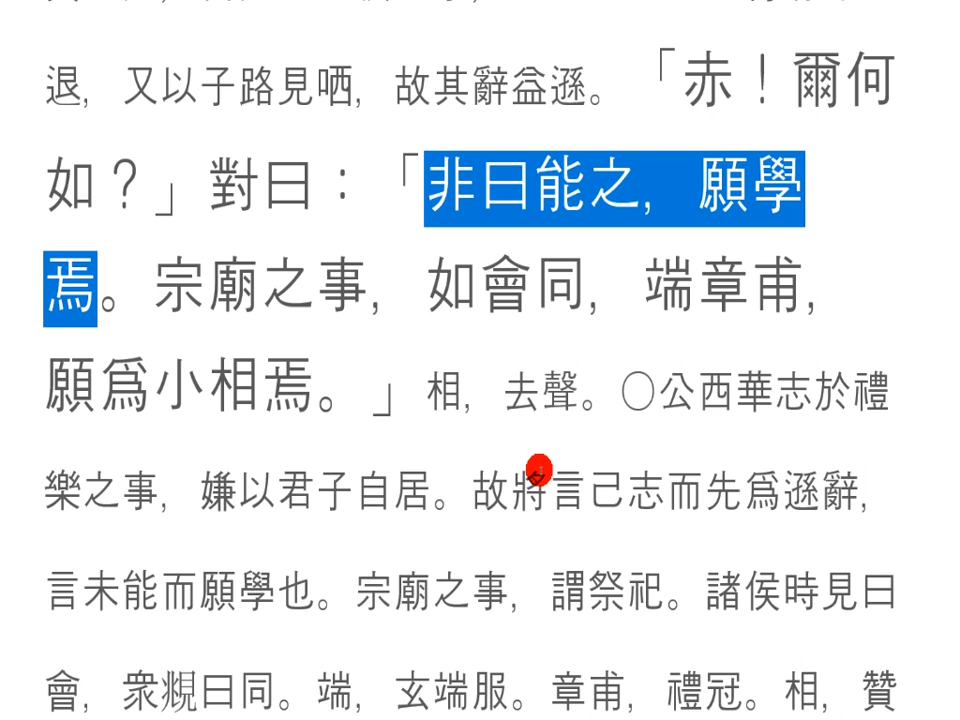 退，又以子路見哂，故其辭益遜。「赤！爾何
如？」對曰：「非曰能之，願學
焉。宗廟之事，如會同，端章甫，
願爲小相焉。」相，去聲。○公西華志於禮
樂之事，嫌以君子自居。故將言己志而先爲遜辭，
言未能而願學也。宗廟之事，謂祭祀。諸侯時見曰
會，衆覜曰同。端，玄端服。章甫，禮冠。相，贊